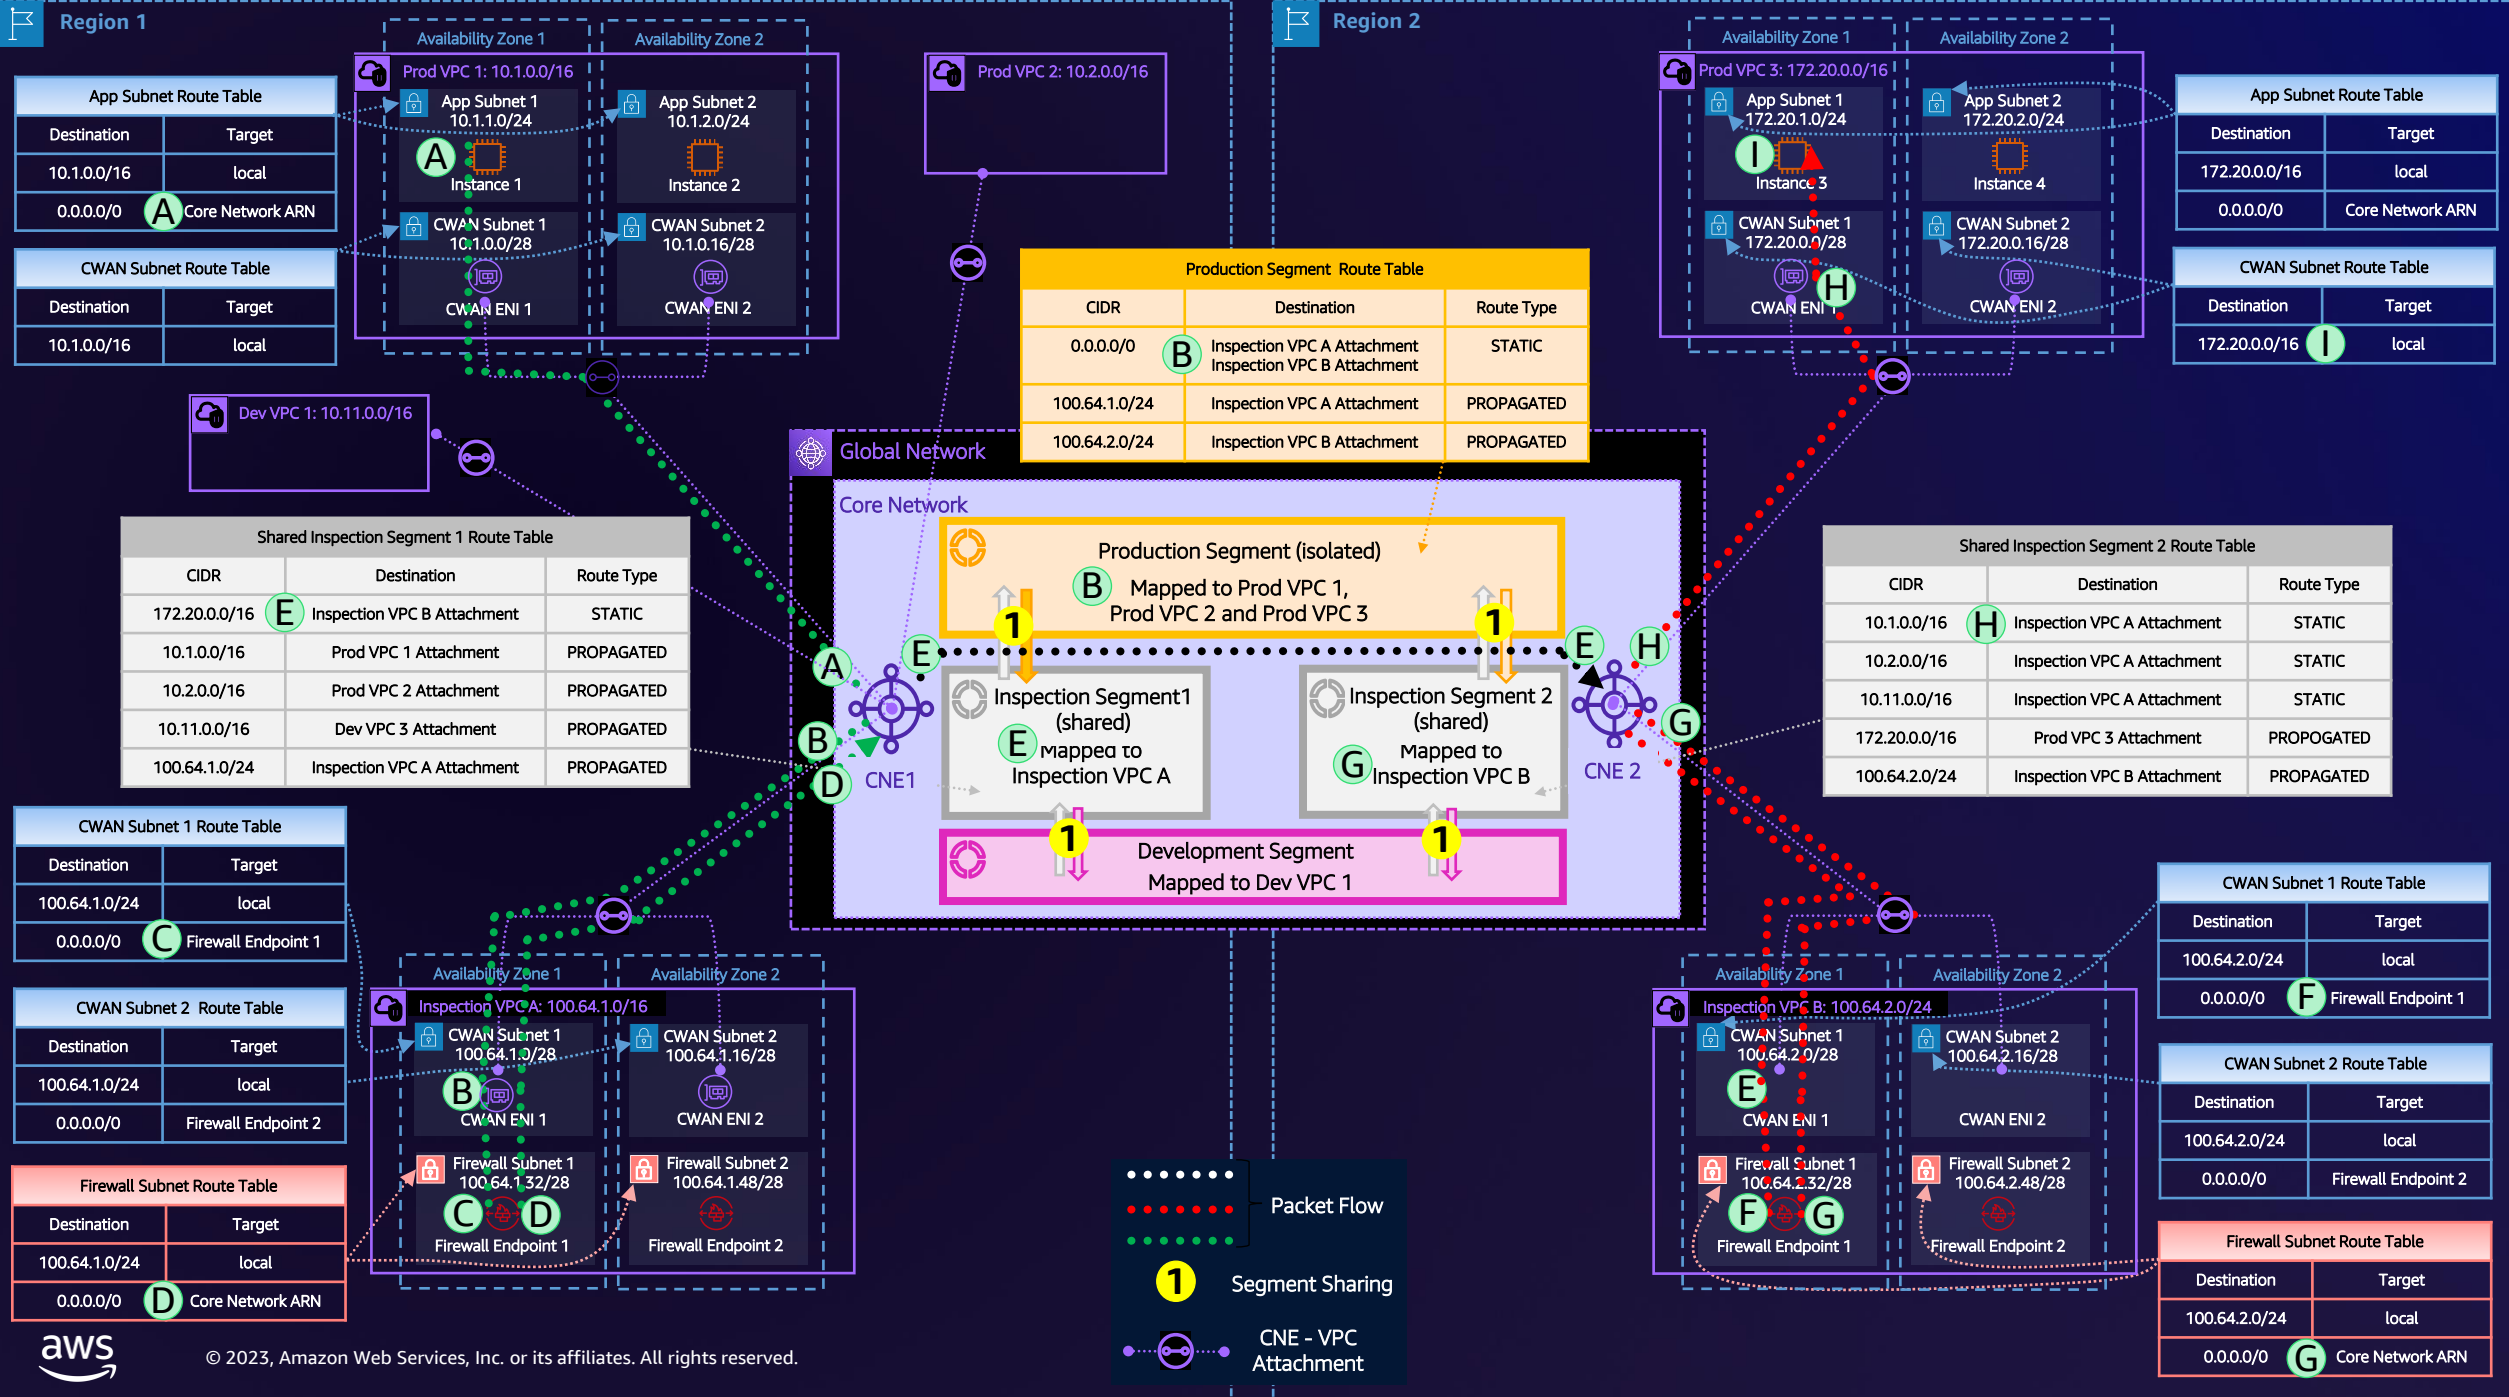 Region 1
Availability Zone 1
Availability Zone 2
Prod VPC 1: 10.1.0.0/16
App Subnet 1
10.1.1.0/24
A
Instance 1
App Subnet 2
10.1.2.0/24
Instance 2
CWAN Subnet 1
10.1.0.0/28
CWAN ENI 1
CWAN Subnet 2
10.1.0.16/28
CWAN ENI 2
App Subnet Route Table
Destination Target
10.1.0.0/16 local
0.0.0.0/0 A Core Network ARN
CWAN Subnet Route Table
Destination Target
10.1.0.0/16 local
Prod VPC 2: 10.2.0.0/16
Dev VPC 1: 10.11.0.0/16
Region 2
Availability Zone 1
Availability Zone 2
Prod VPC 3: 172.20.0.0/16
App Subnet 1
172.20.1.0/24
I
Instance 3
App Subnet 2
172.20.2.0/24
Instance 4
CWAN Subnet 1
172.20.0.0/28
H
CWAN ENI 1
CWAN Subnet 2
172.20.0.16/28
CWAN ENI 2
App Subnet Route Table
Destination Target
172.20.0.0/16 local
0.0.0.0/0 Core Network ARN
CWAN Subnet Route Table
Destination Target
172.20.0.0/16 I local
Production Segment Route Table
CIDR Destination Route Type
0.0.0.0/0 B Inspection VPC A Attachment STATIC
Inspection VPC B Attachment
100.64.1.0/24 Inspection VPC A Attachment PROPAGATED
100.64.2.0/24 Inspection VPC B Attachment PROPAGATED
Shared Inspection Segment 1 Route Table
CIDR Destination Route Type
172.20.0.0/16 E Inspection VPC B Attachment STATIC
10.1.0.0/16 Prod VPC 1 Attachment PROPAGATED
10.2.0.0/16 Prod VPC 2 Attachment PROPAGATED
10.11.0.0/16 Dev VPC 3 Attachment PROPAGATED
100.64.1.0/24 Inspection VPC A Attachment PROPAGATED
Global Network
Core Network
Production Segment (isolated)
B Mapped to Prod VPC 1,
Prod VPC 2 and Prod VPC 3
1
1
A
E
E
H
B
D
G
CNE1
CNE 2
Inspection Segment1
(shared)
E Mapped to
Inspection VPC A
Inspection Segment 2
(shared)
G Mapped to
Inspection VPC B
1
1
Development Segment
Mapped to Dev VPC 1
Shared Inspection Segment 2 Route Table
CIDR Destination Route Type
10.1.0.0/16 H Inspection VPC A Attachment STATIC
10.2.0.0/16 Inspection VPC A Attachment STATIC
10.11.0.0/16 Inspection VPC A Attachment STATIC
172.20.0.0/16 Prod VPC 3 Attachment PROPOGATED
100.64.2.0/24 Inspection VPC B Attachment PROPAGATED
CWAN Subnet 1 Route Table
Destination Target
100.64.1.0/24 local
0.0.0.0/0 C Firewall Endpoint 1
CWAN Subnet 2 Route Table
Destination Target
100.64.1.0/24 local
0.0.0.0/0 Firewall Endpoint 2
Firewall Subnet Route Table
Destination Target
100.64.1.0/24 local
0.0.0.0/0 D Core Network ARN
Availability Zone 1
Availability Zone 2
Inspection VPC A: 100.64.1.0/16
CWAN Subnet 1
100.64.1.0/28
B
CWAN ENI 1
CWAN Subnet 2
100.64.1.16/28
CWAN ENI 2
Firewall Subnet 1
100.64.1.32/28
C D
Firewall Endpoint 1
Firewall Subnet 2
100.64.1.48/28
Firewall Endpoint 2
Availability Zone 1
Availability Zone 2
Inspection VPC B: 100.64.2.0/24
CWAN Subnet 1
100.64.2.0/28
E
CWAN ENI 1
CWAN Subnet 2
100.64.2.16/28
CWAN ENI 2
Firewall Subnet 1
100.64.2.32/28
F G
Firewall Endpoint 1
Firewall Subnet 2
100.64.2.48/28
Firewall Endpoint 2
CWAN Subnet 1 Route Table
Destination Target
100.64.2.0/24 local
0.0.0.0/0 F Firewall Endpoint 1
CWAN Subnet 2 Route Table
Destination Target
100.64.2.0/24 local
0.0.0.0/0 Firewall Endpoint 2
Firewall Subnet Route Table
Destination Target
100.64.2.0/24 local
0.0.0.0/0 G Core Network ARN
Packet Flow
1 Segment Sharing
CNE - VPC
Attachment
aws
© 2023, Amazon Web Services, Inc. or its affiliates. All rights reserved.